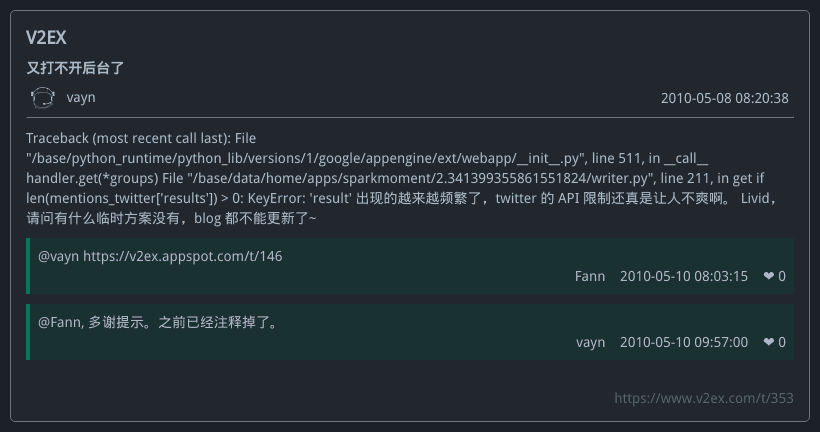 V2EX
又打不开后台了
vayn
2010-05-08 08:20:38
Traceback (most recent call last): File
"/base/python_runtime/python_lib/versions/1/google/appengine/ext/webapp/__init__.py", line 511, in __call__
handler.get(*groups) File "/base/data/home/apps/sparkmoment/2.341399355861551824/writer.py", line 211, in get if
len(mentions_twitter['results']) > 0: KeyError: 'result' 出现的越来越频繁了，twitter 的 API 限制还真是让人不爽啊。 Livid，
请问有什么临时方案没有，blog 都不能更新了~
@vayn https://v2ex.appspot.com/t/146
Fann 2010-05-10 08:03:15 ❤ 0
@Fann, 多谢提示。之前已经注释掉了。
vayn 2010-05-10 09:57:00 ❤ 0
https://www.v2ex.com/t/353